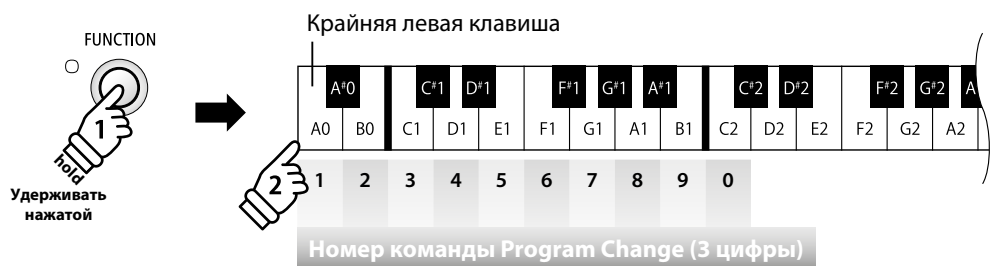 Крайняя левая клавиша
FUNCTION
A#0 C#1 D#1 F#1 G#1 A#1 C#2 D#2 F#2 G#2 A
A0 B0 C1 D1 E1 F1 G1 A1 B1 C2 D2 E2 F2 G2 A2
1
hold
Удерживать
нажатой
2
1 2 3 4 5 6 7 8 9 0
Номер команды Program Change (3 цифры)